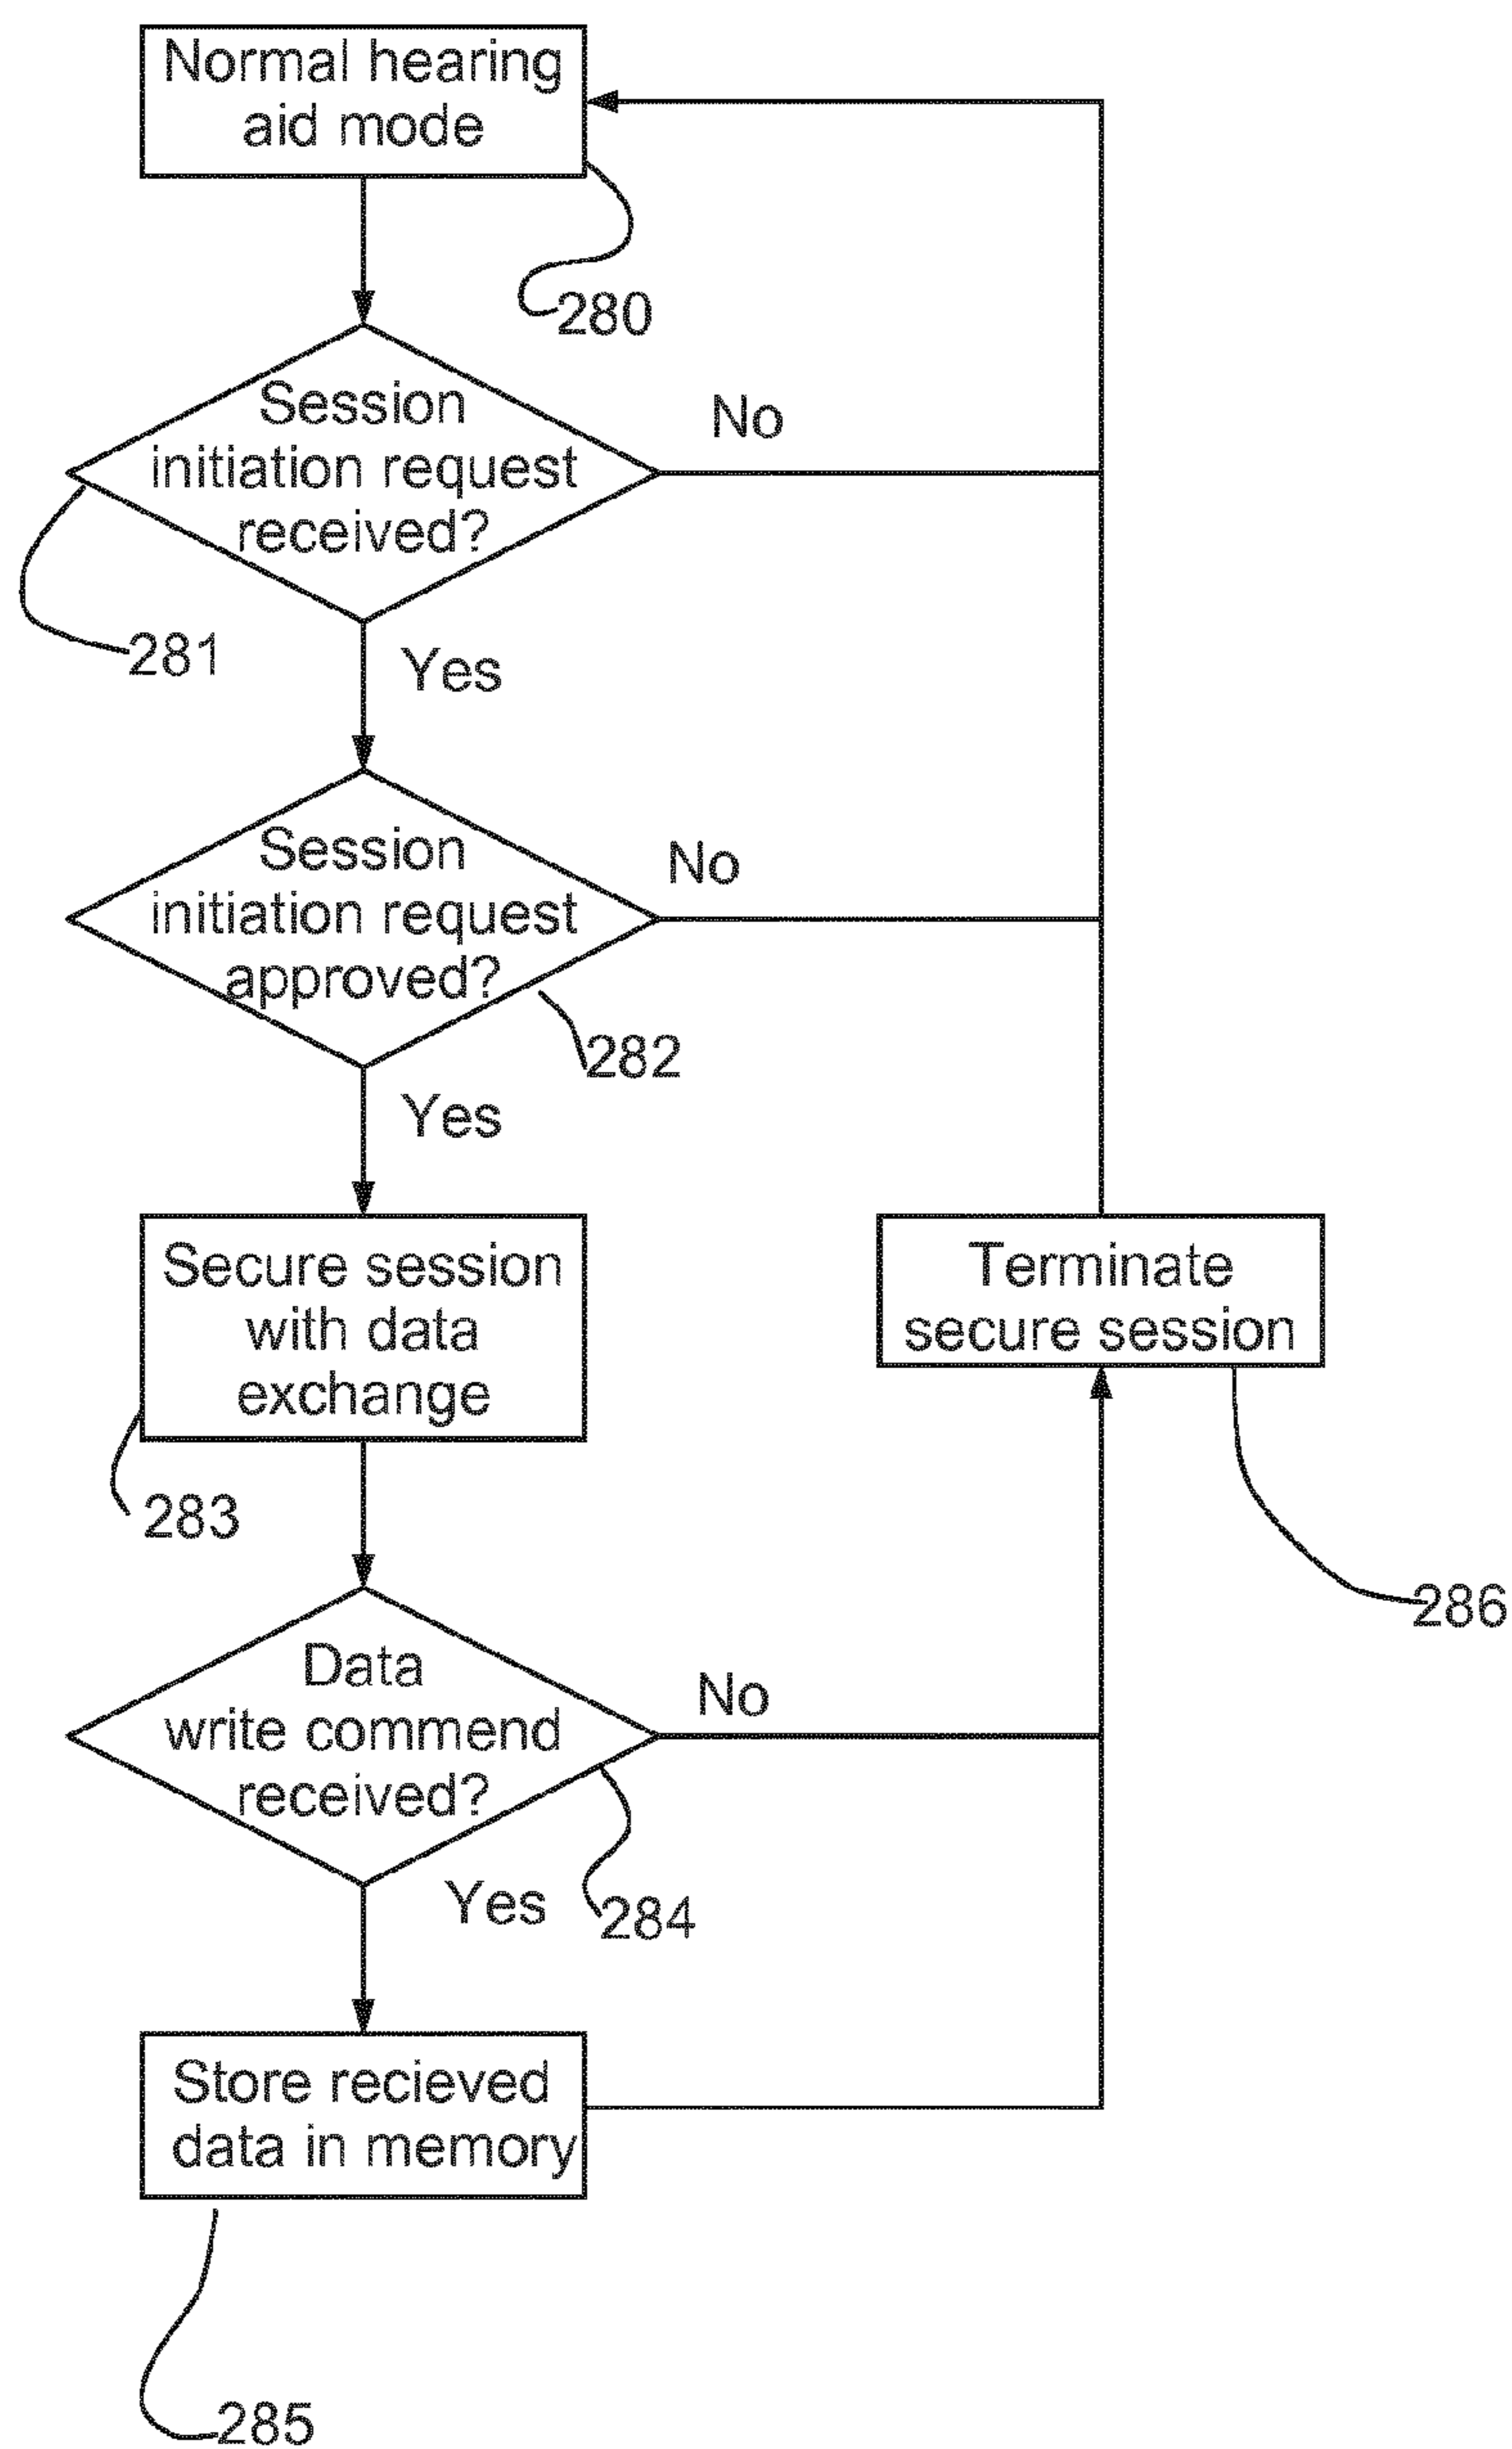 Normal hearing
aid mode
280
Session
initiation request
received?
No
281
Yes
Session
initiation request
approved?
No
282
Yes
Secure session
with data
exchange
283
Terminate
secure session
286
Data
write commend
received?
No
Yes
284
Store recieved
data in memory
285